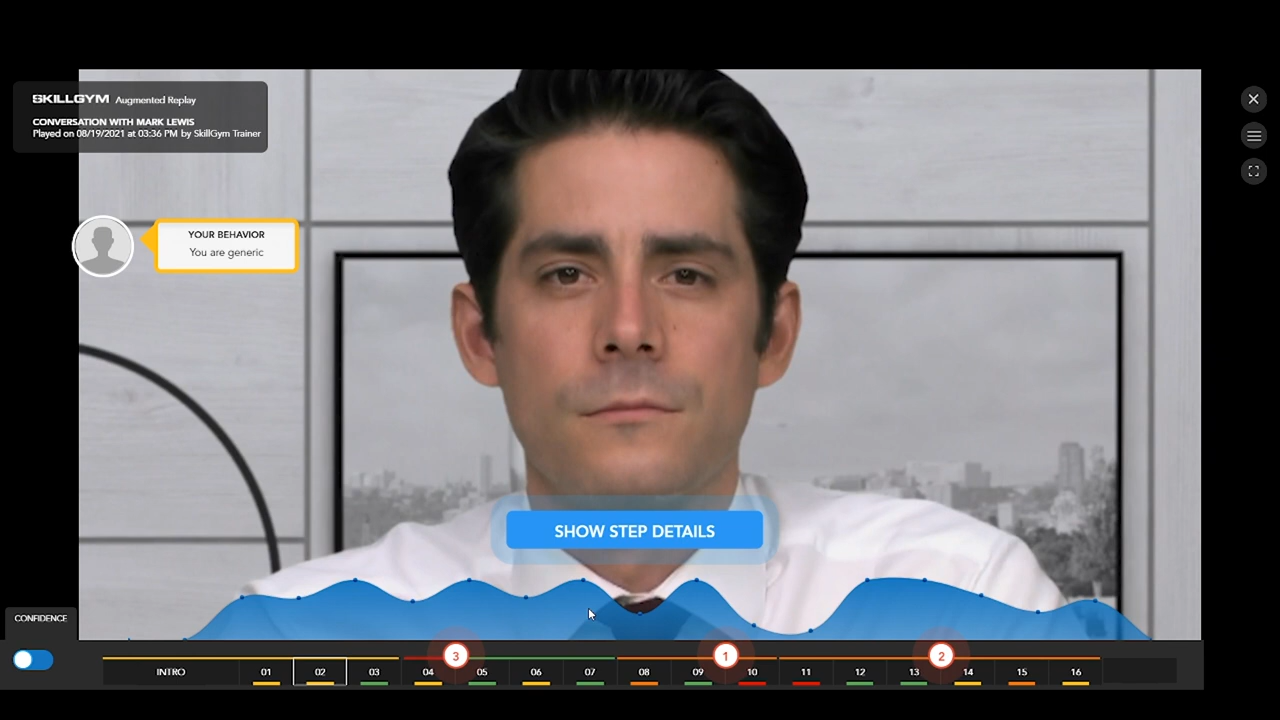 SKILLGYM Augmented Replay
CONVERSATION WITH MARK LEWIS
Played on 08/19/2021 at 03:36 PM by SkillGym Trainer
YOUR BEHAVIOR
You are generic
SHOW STEP DETAILS
CONFIDENCE
3 1 2
INTRO 01 02 03 04 05 06 07 08 09 10 11 12 13 14 15 16